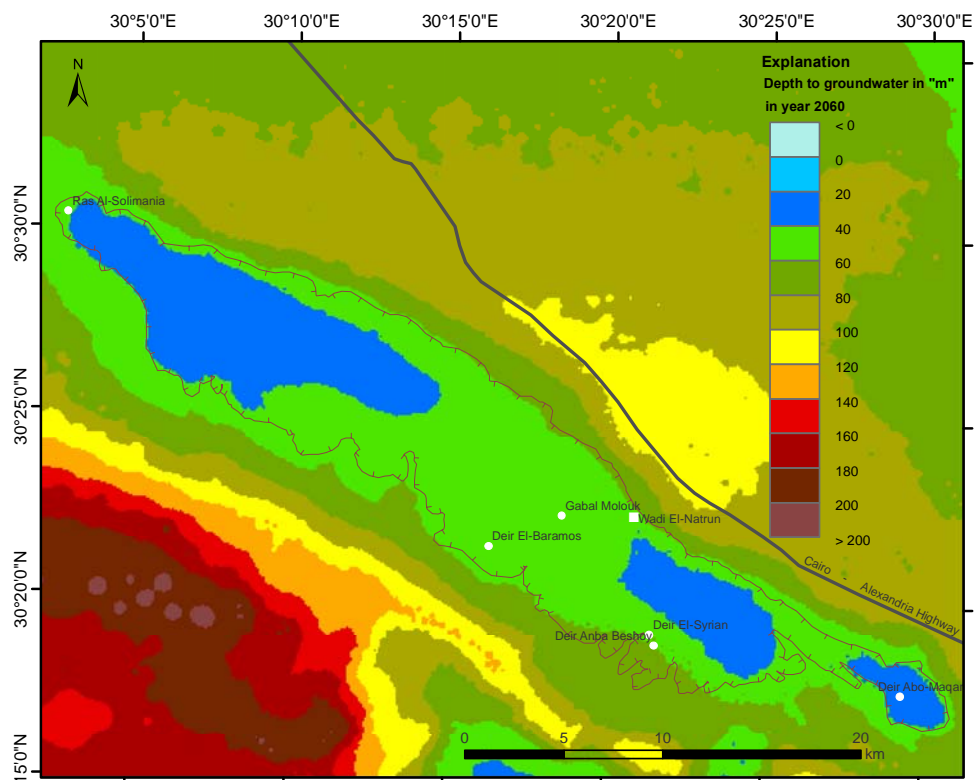 30°5'0"E 30°10'0"E 30°15'0"E 30°20'0"E 30°25'0"E 30°30'0"E
N
Explanation
Depth to groundwater in "m"
in year 2060
< 0
0
20
40
60
80
100
120
140
160
180
200
> 200
30°30'0"N
30°25'0"N
30°20'0"N
15'0"N
Ras Al-Solimania
Gabal Molouk
Wadi El-Natrun
Deir El-Baramos
Cairo Alexandria Highway
Deir El-Syrian
Deir Anba Beshoy
Deir Abo-Maqar
0 5 10 20
km